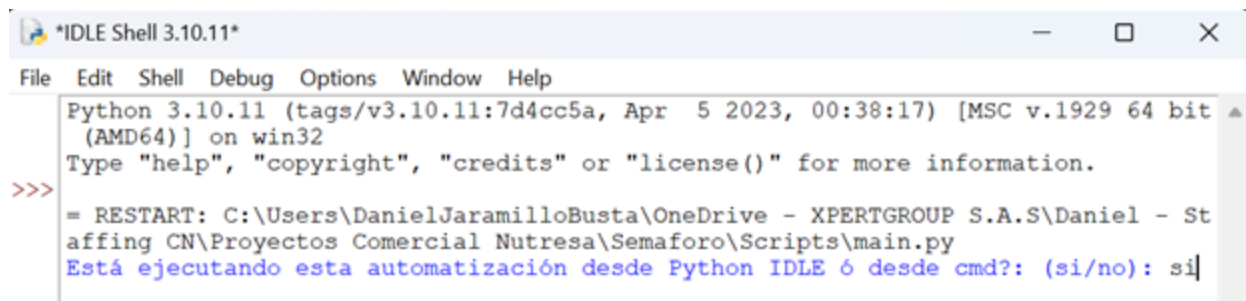 *IDLE Shell 3.10.11*
File Edit Shell Debug Options Window Help
Python 3.10.11 (tags/v3.10.11:7d4cc5a, Apr  5 2023, 00:38:17) [MSC v.1929 64 bit
(AMD64)] on win32
Type "help", "copyright", "credits" or "license()" for more information.
>>>
= RESTART: C:\Users\DanielJaramilloBusta\OneDrive - XPERTGROUP S.A.S\Daniel - St
affing CN\Proyectos Comercial Nutresa\Semaforo\Scripts\main.py
Está ejecutando esta automatización desde Python IDLE ó desde cmd?: (si/no): si